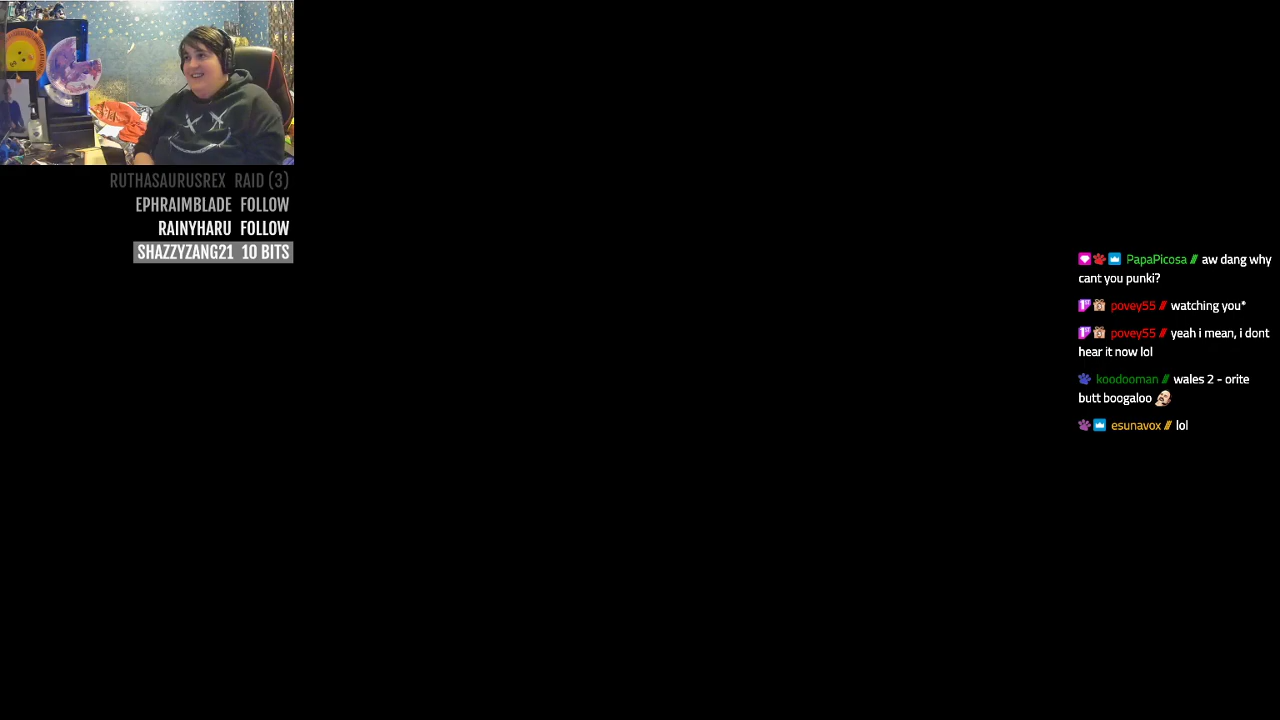 RUTHASAURUSREX RAID (3)
EPHRAIMBLADE FOLLOW
RAINYHARU FOLLOW
SHAZZYZANG21 10 BITS
PapaPicosa // aw dang why
cant you punki?
povey55 // watching you*
povey55 // yeah i mean, i dont
hear it now lol
koodooman // wales 2 - orite
butt boogaloo
esunavox // lol